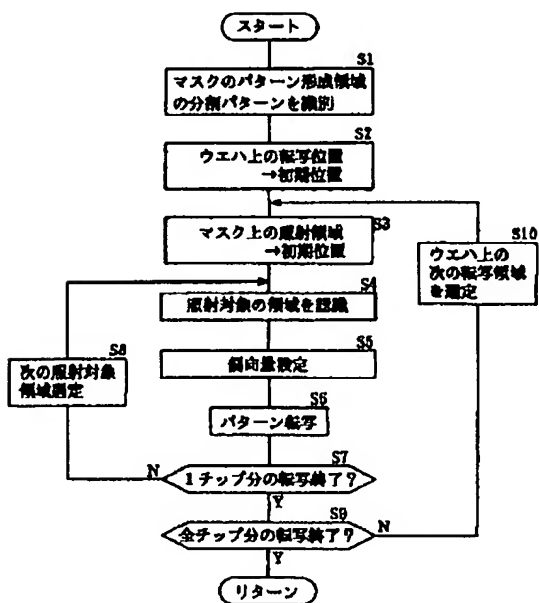 スタート
S1
マスクのパターン形成領域
の分割パターンを識別
S2
ウエハ上の転写位置
→初期位置
S3
マスク上の照射領域
→初期位置
S10
ウエハ上の
次の転写領域
を選定
S4
照射対象の領域を認識
S8
次の照射対象
領域選定
S5
偏向量設定
S6
パターン転写
S7
N
1チップ分の転写終了?
Y
S9
全チップ分の転写終了?
N
Y
リターン